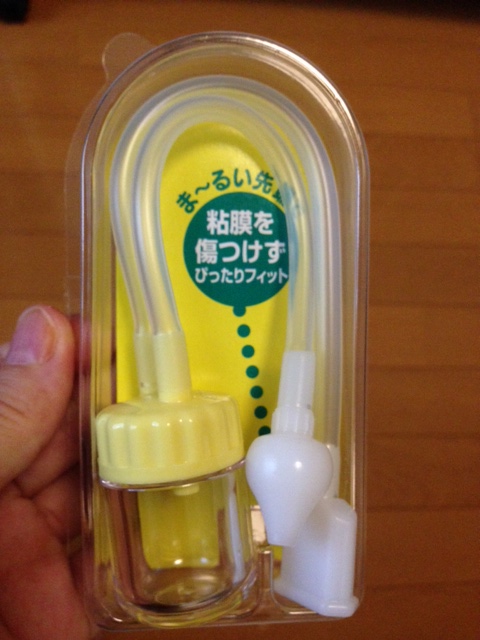 ま～るい先
粘膜を
傷つけず
ぴったりフィット